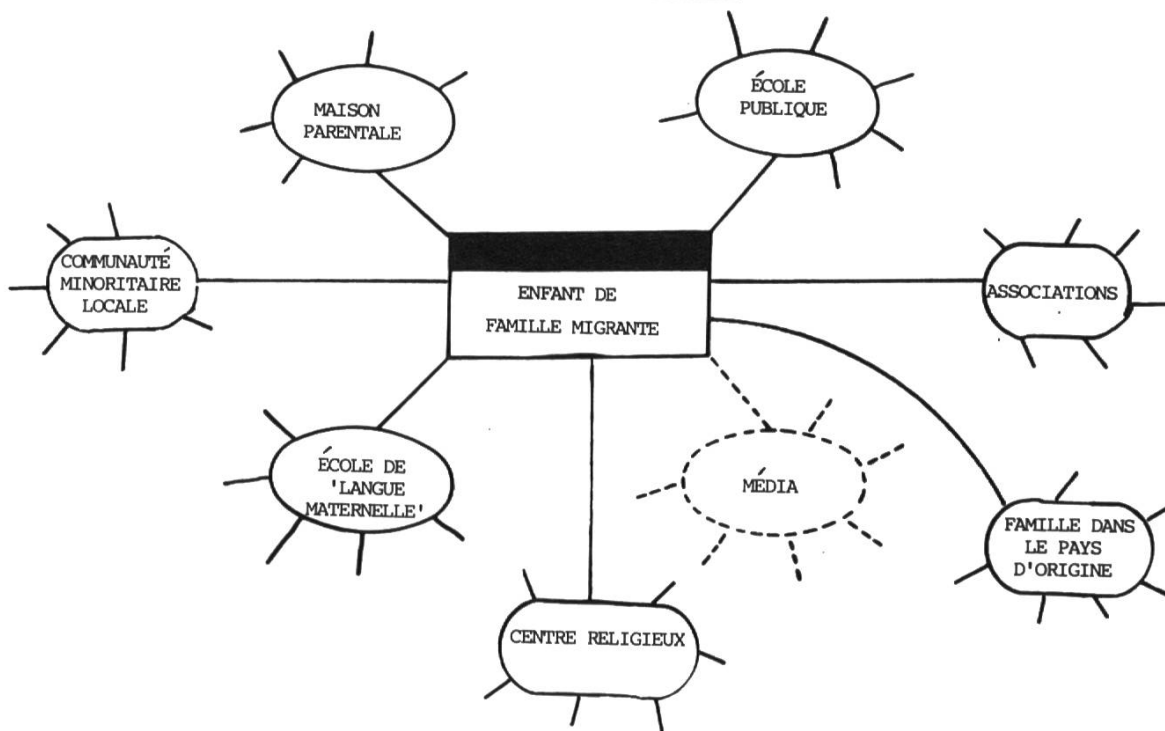 MAISON
PARENTALE
ÉCOLE
PUBLIQUE
COMMUNAUTÉ
MINORITAIRE
LOCALE
ENFANT DE
FAMILLE MIGRANTE
ASSOCIATIONS
ÉCOLE DE
'LANGUE
MATERNELLE'
MÉDIA
FAMILLE DANS
LE PAYS
D'ORIGINE
CENTRE RELIGIEUX